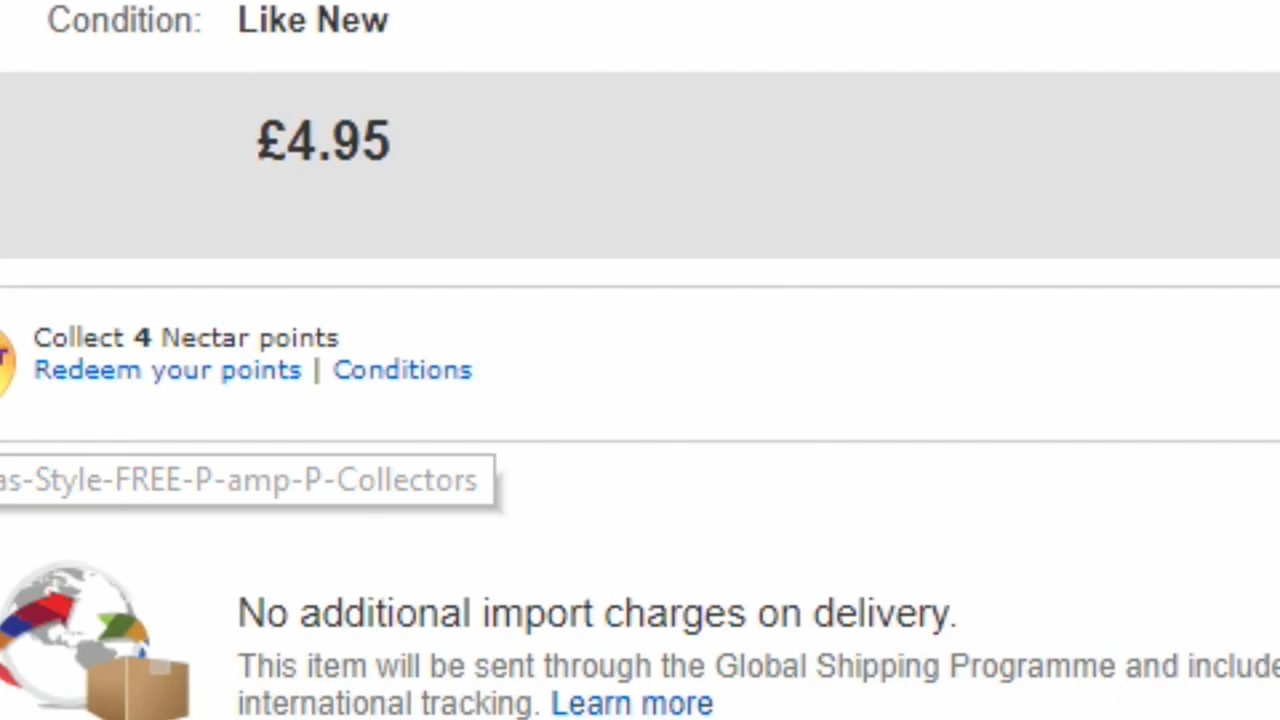 Condition: Like New
£4.95
Collect 4 Nectar points
Redeem your points | Conditions
as-Style-FREE-P-amp-P-Collectors
No additional import charges on delivery.
This item will be sent through the Global Shipping Programme and include
international tracking. Learn more